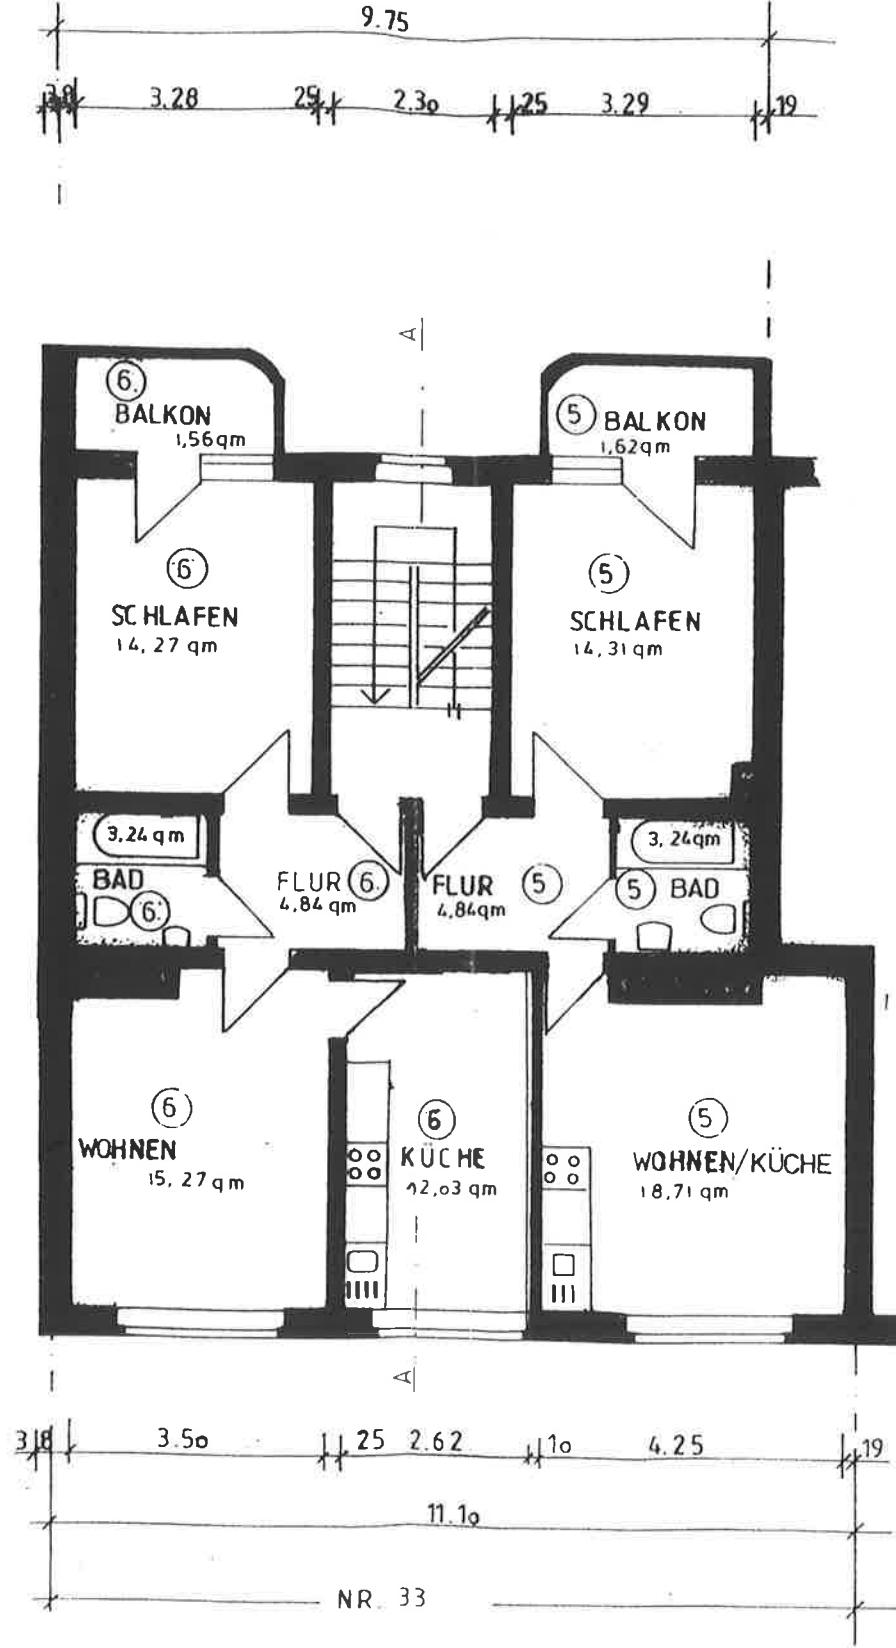 9.75
38 3.28 25 2.30 25 3.29 19
A
6.
BALKON
1,56qm
5
BALKON
1,62qm
6
SCHLAFEN
14,27 qm
5
SCHLAFEN
14,31qm
3,24 qm
BAD
6.
FLUR 6.
4,84 qm
FLUR 5
4,84qm
3,24qm
5 BAD
6
WOHNEN
15,27qm
6
KÜCHE
12,03 qm
5
WOHNEN/KÜCHE
18,71 qm
A
38 3.50 25 2.62 10 4.25 19
11.10
NR. 33